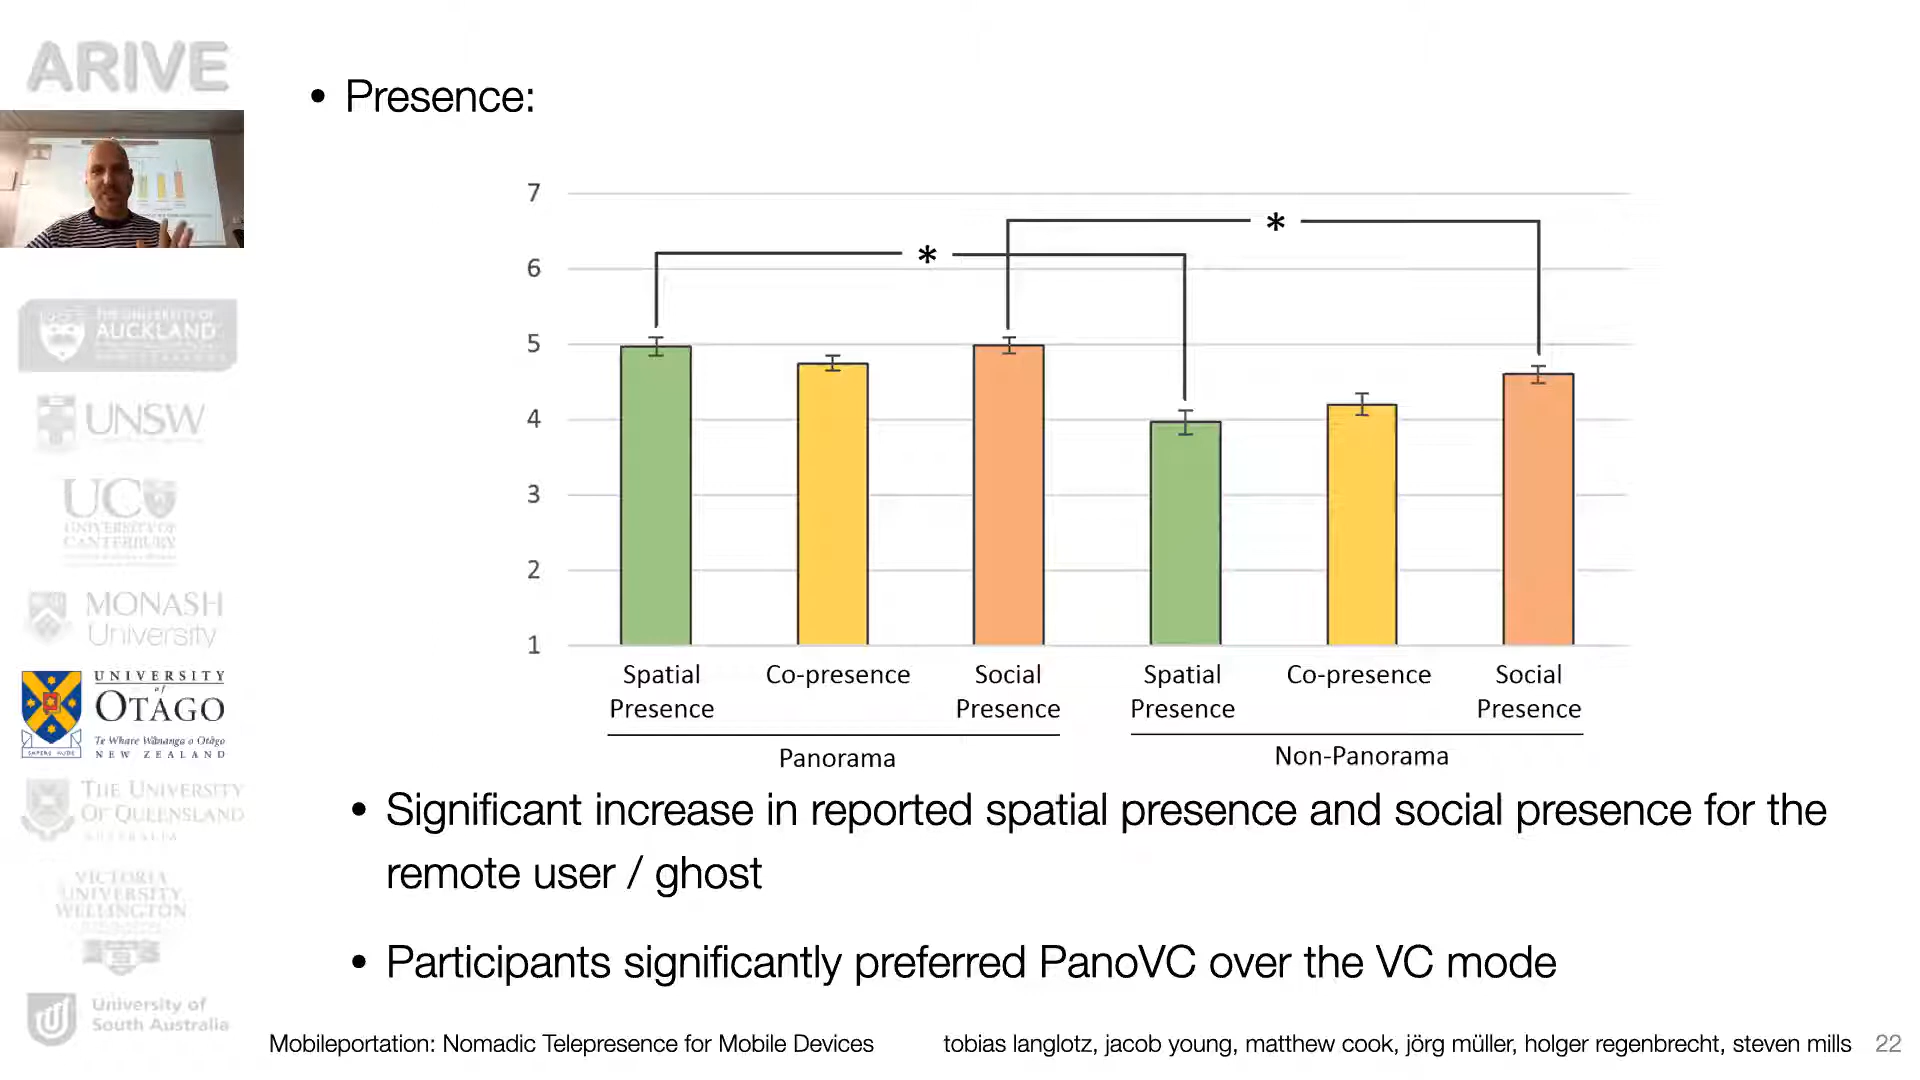 ARIVE
• Presence:
7
6
5
4
3
2
1
*
*
Spatial Presence
Co-presence
Social Presence
Spatial Presence
Co-presence
Social Presence
Panorama
Non-Panorama
• Significant increase in reported spatial presence and social presence for the
remote user / ghost
• Participants significantly preferred PanoVC over the VC mode
THE UNIVERSITY OF
AUCKLAND
UNSW
UC
UNIVERSITY OF
CANTERBURY
MONASH
University
UNIVERSITY
of
OTAGO
Te Whare Wānanga o Otāgo
NEW ZEALAND
SAPERE AUDE
THE UNIVERSITY
OF QUEENSLAND
AUSTRALIA
VICTORIA
UNIVERSITY
WELLINGTON
University of
South Australia
Mobileportation: Nomadic Telepresence for Mobile Devices
tobias langlotz, jacob young, matthew cook, jörg müller, holger regenbrecht, steven mills
22